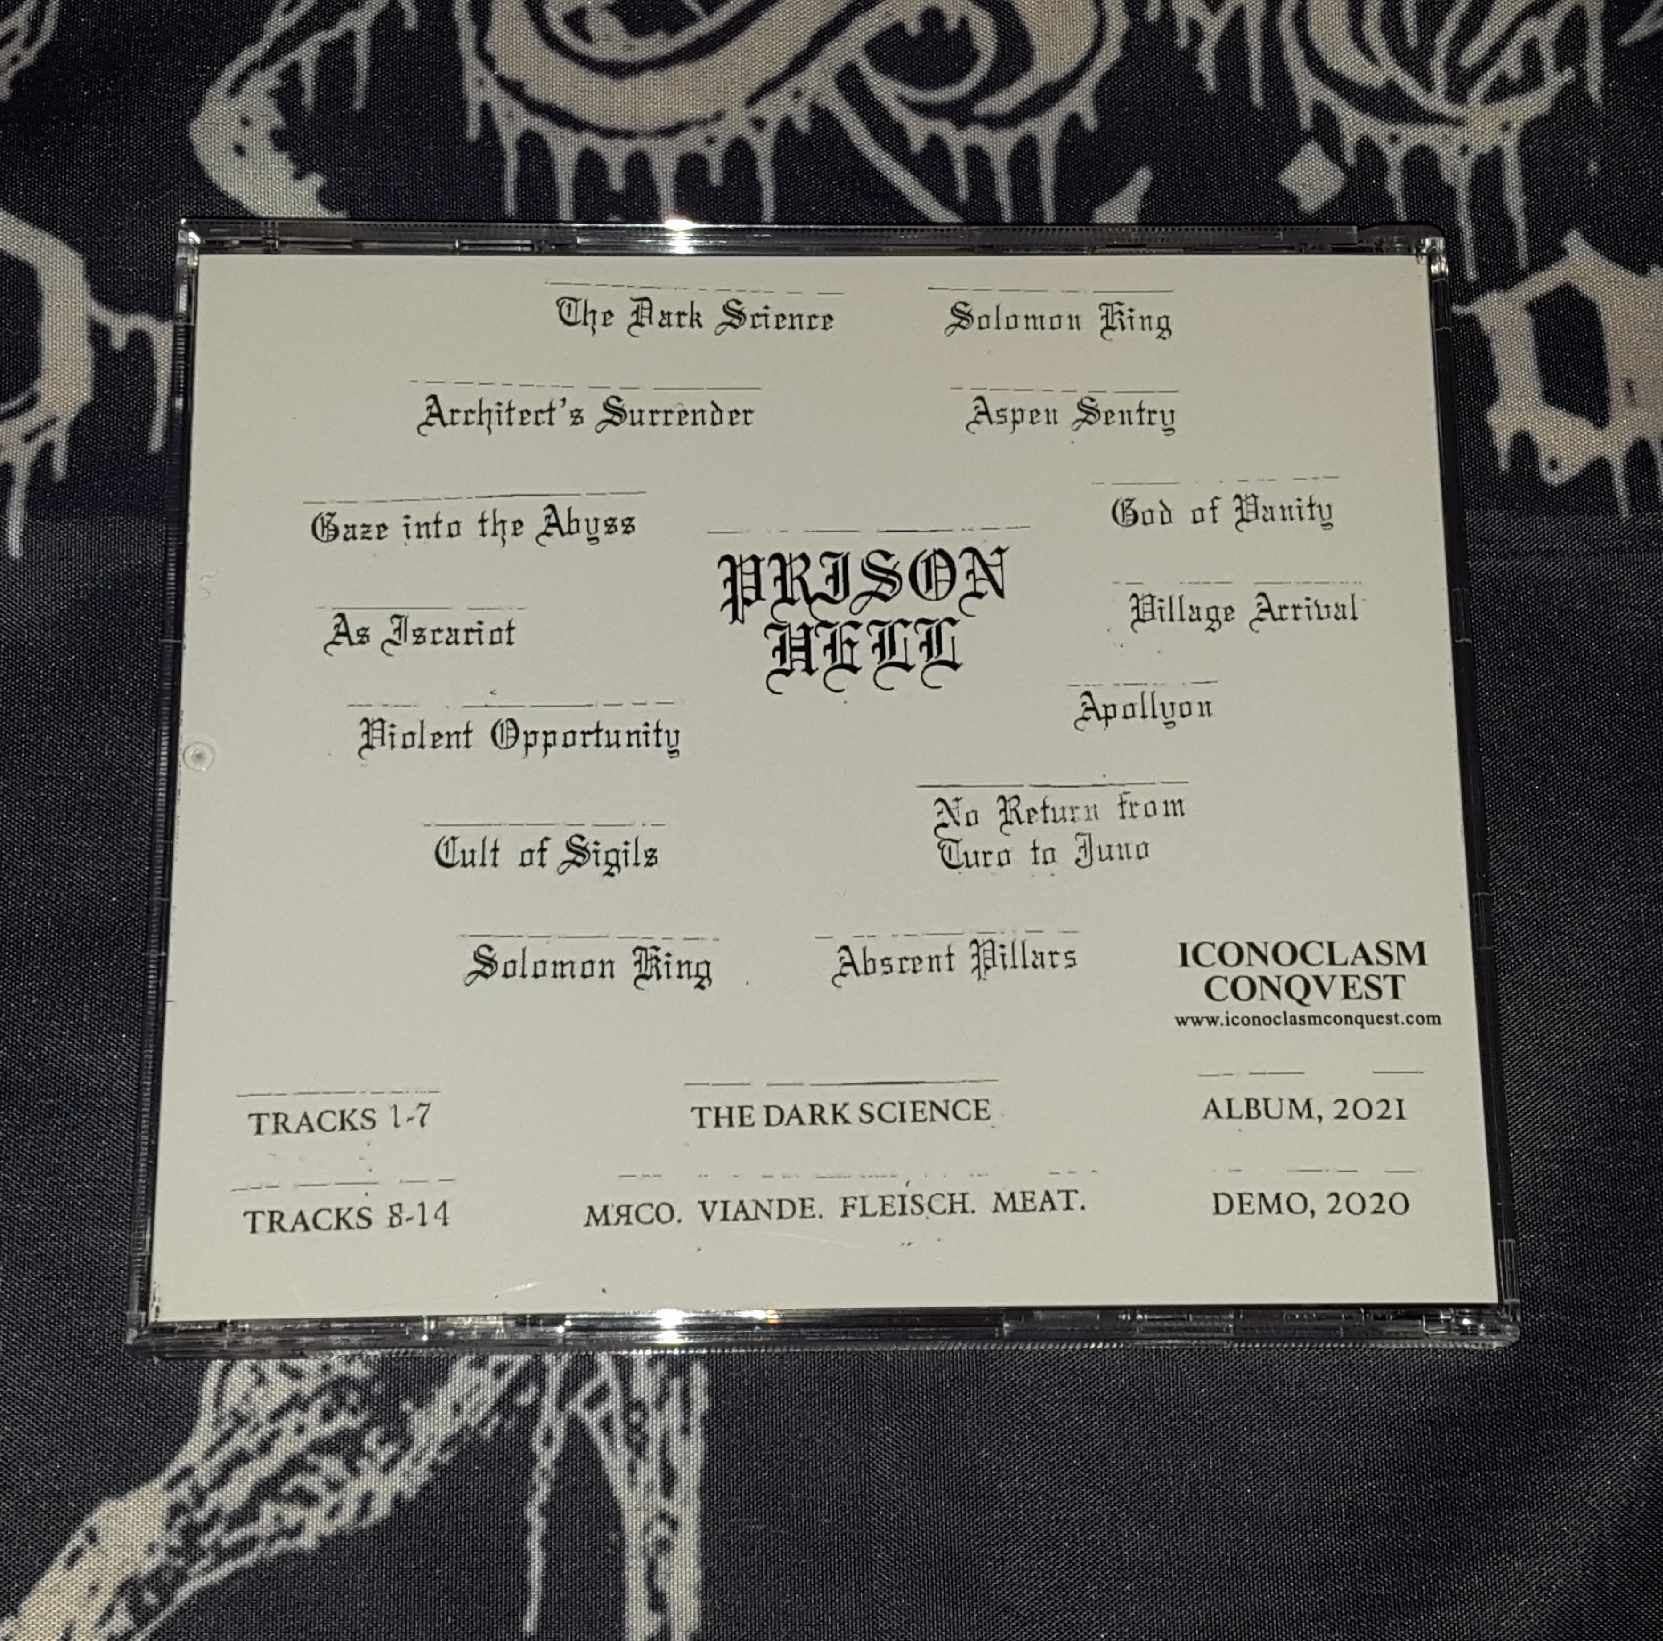 The Dark Science
Architect's Surrender
Gaze into the Abyss
As Iscariot
Violent Opportunity
Cult of Sigils
Solomon King
PRISON
HELL
Solomon King
Aspen Sentry
God of Vanity
Village Arrival
Apollyon
No Return from
Turo to Juno
Abscent Pillars
ICONOCLASM
CONQVEST
www.iconoclasmconquest.com
TRACKS 1-7 THE DARK SCIENCE ALBUM, 2021
TRACKS 8-14 МЯСО. VIANDE. FLEISCH. MEAT. DEMO, 2020